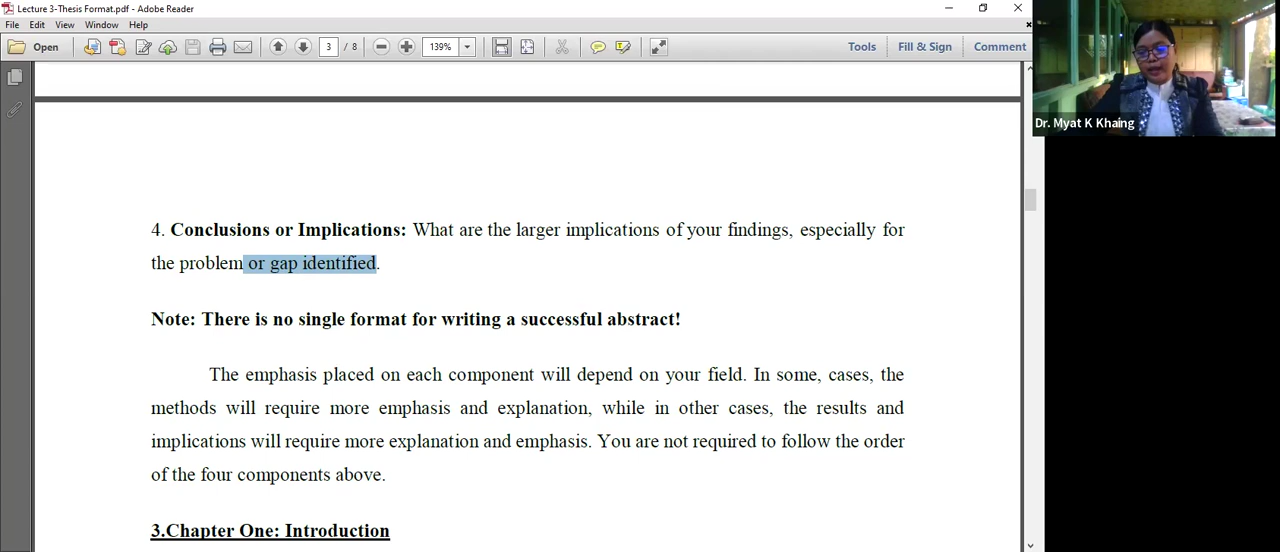 Lecture 3-Thesis Format.pdf - Adobe Reader
File Edit View Window Help
Open 3 / 8 139% Tools Fill & Sign Comment
Dr. Myat K Khaing
4. Conclusions or Implications: What are the larger implications of your findings, especially for
the problem or gap identified.
Note: There is no single format for writing a successful abstract!
The emphasis placed on each component will depend on your field. In some, cases, the
methods will require more emphasis and explanation, while in other cases, the results and
implications will require more explanation and emphasis. You are not required to follow the order
of the four components above.
3.Chapter One: Introduction